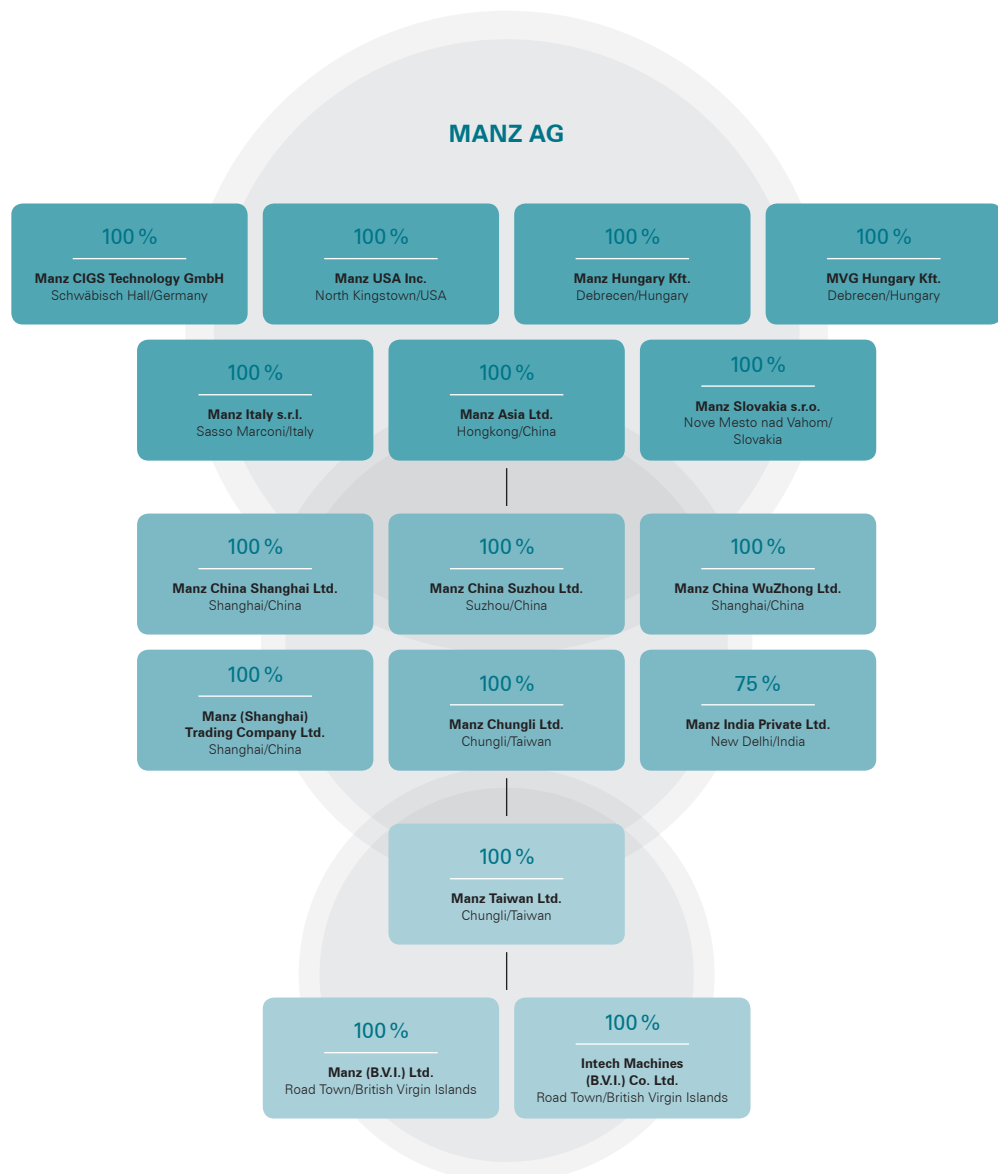 MANZ AG
100 %
Manz CIGS Technology GmbH
Schwäbisch Hall/Germany
100 %
Manz USA Inc.
North Kingstown/USA
100 %
Manz Hungary Kft.
Debrecen/Hungary
100 %
MVG Hungary Kft.
Debrecen/Hungary
100 %
Manz Italy s.r.l.
Sasso Marconi/Italy
100 %
Manz Asia Ltd.
Hongkong/China
100 %
Manz Slovakia s.r.o.
Nove Mesto nad Vahom/
Slovakia
100 %
Manz China Shanghai Ltd.
Shanghai/China
100 %
Manz China Suzhou Ltd.
Suzhou/China
100 %
Manz China WuZhong Ltd.
Shanghai/China
100 %
Manz (Shanghai)
Trading Company Ltd.
Shanghai/China
100 %
Manz Chungli Ltd.
Chungli/Taiwan
75 %
Manz India Private Ltd.
New Delhi/India
100 %
Manz Taiwan Ltd.
Chungli/Taiwan
100 %
Manz (B.V.I.) Ltd.
Road Town/British Virgin Islands
100 %
Intech Machines
(B.V.I.) Co. Ltd.
Road Town/British Virgin Islands